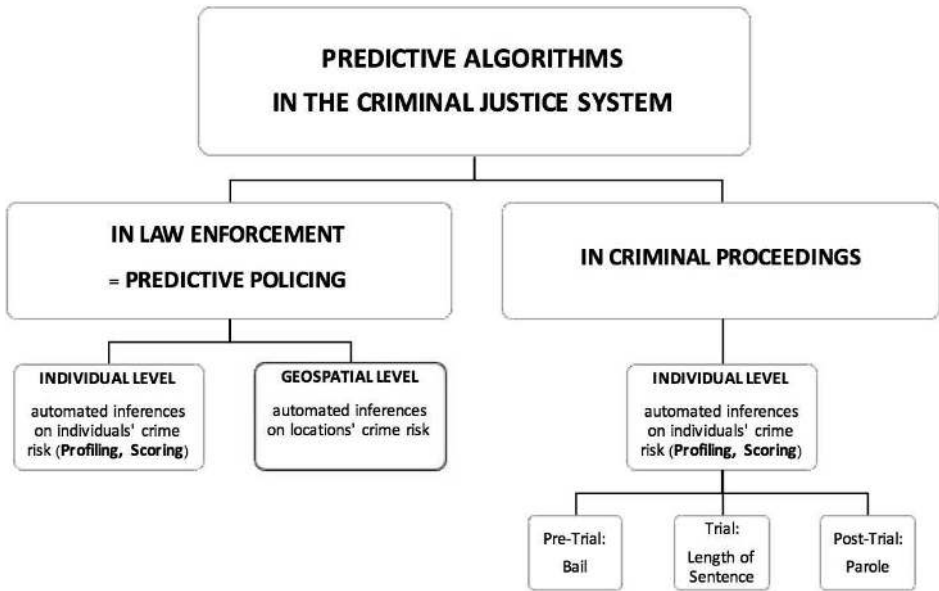 PREDICTIVE ALGORITHMS
IN THE CRIMINAL JUSTICE SYSTEM
IN LAW ENFORCEMENT
= PREDICTIVE POLICING
IN CRIMINAL PROCEEDINGS
INDIVIDUAL LEVEL
automated inferences
on individuals' crime
risk (Profiling, Scoring)
GEOSPATIAL LEVEL
automated inferences
on locations' crime risk
INDIVIDUAL LEVEL
automated inferences
on individuals' crime
risk (Profiling, Scoring)
Pre-Trial:
Bail
Trial:
Length of
Sentence
Post-Trial:
Parole